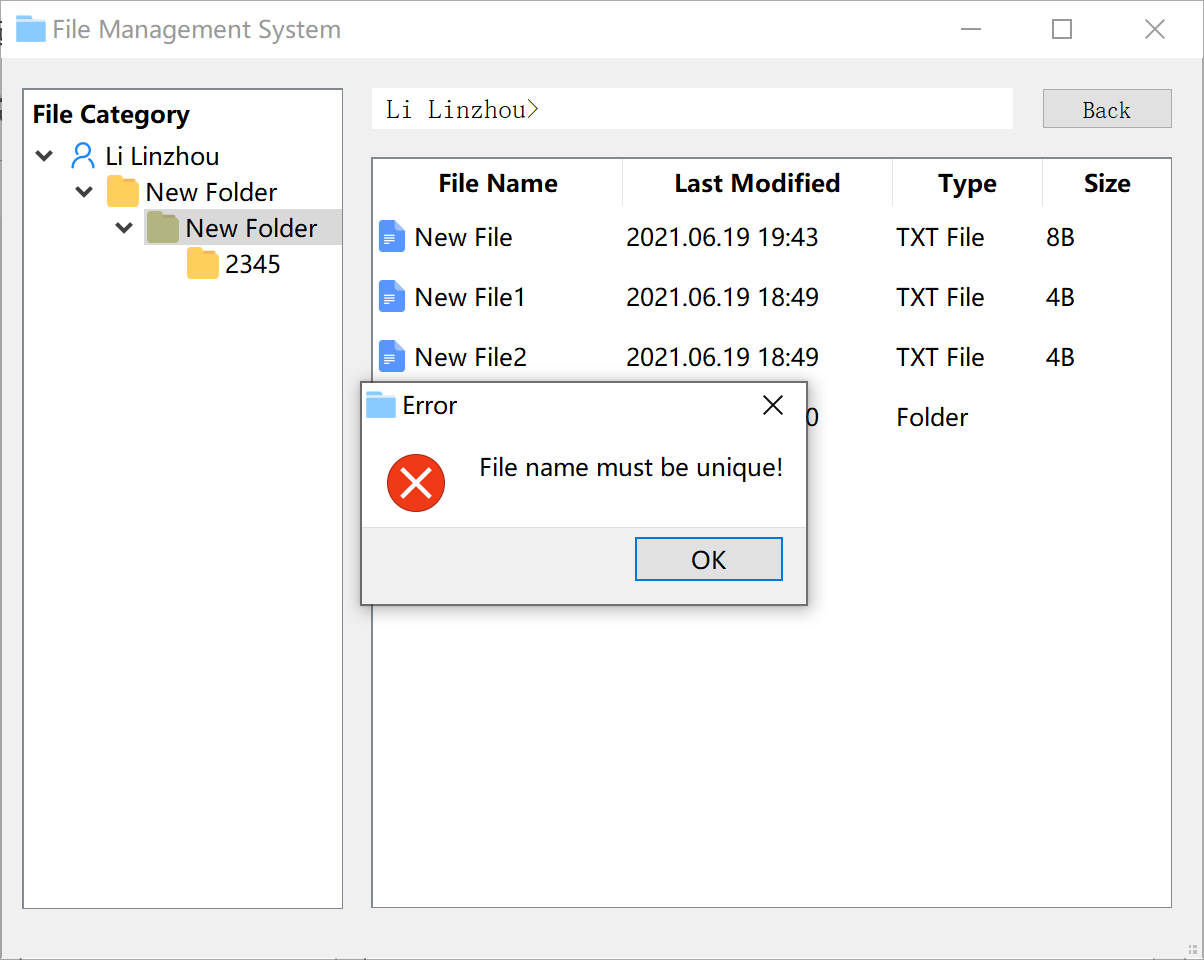 File Management System
File Category
Li Linzhou
New Folder
New Folder
2345
Li Linzhou>
Back
File Name Last Modified Type Size
New File 2021.06.19 19:43 TXT File 8B
New File1 2021.06.19 18:49 TXT File 4B
New File2 2021.06.19 18:49 TXT File 4B
0 Folder
Error
File name must be unique!
OK